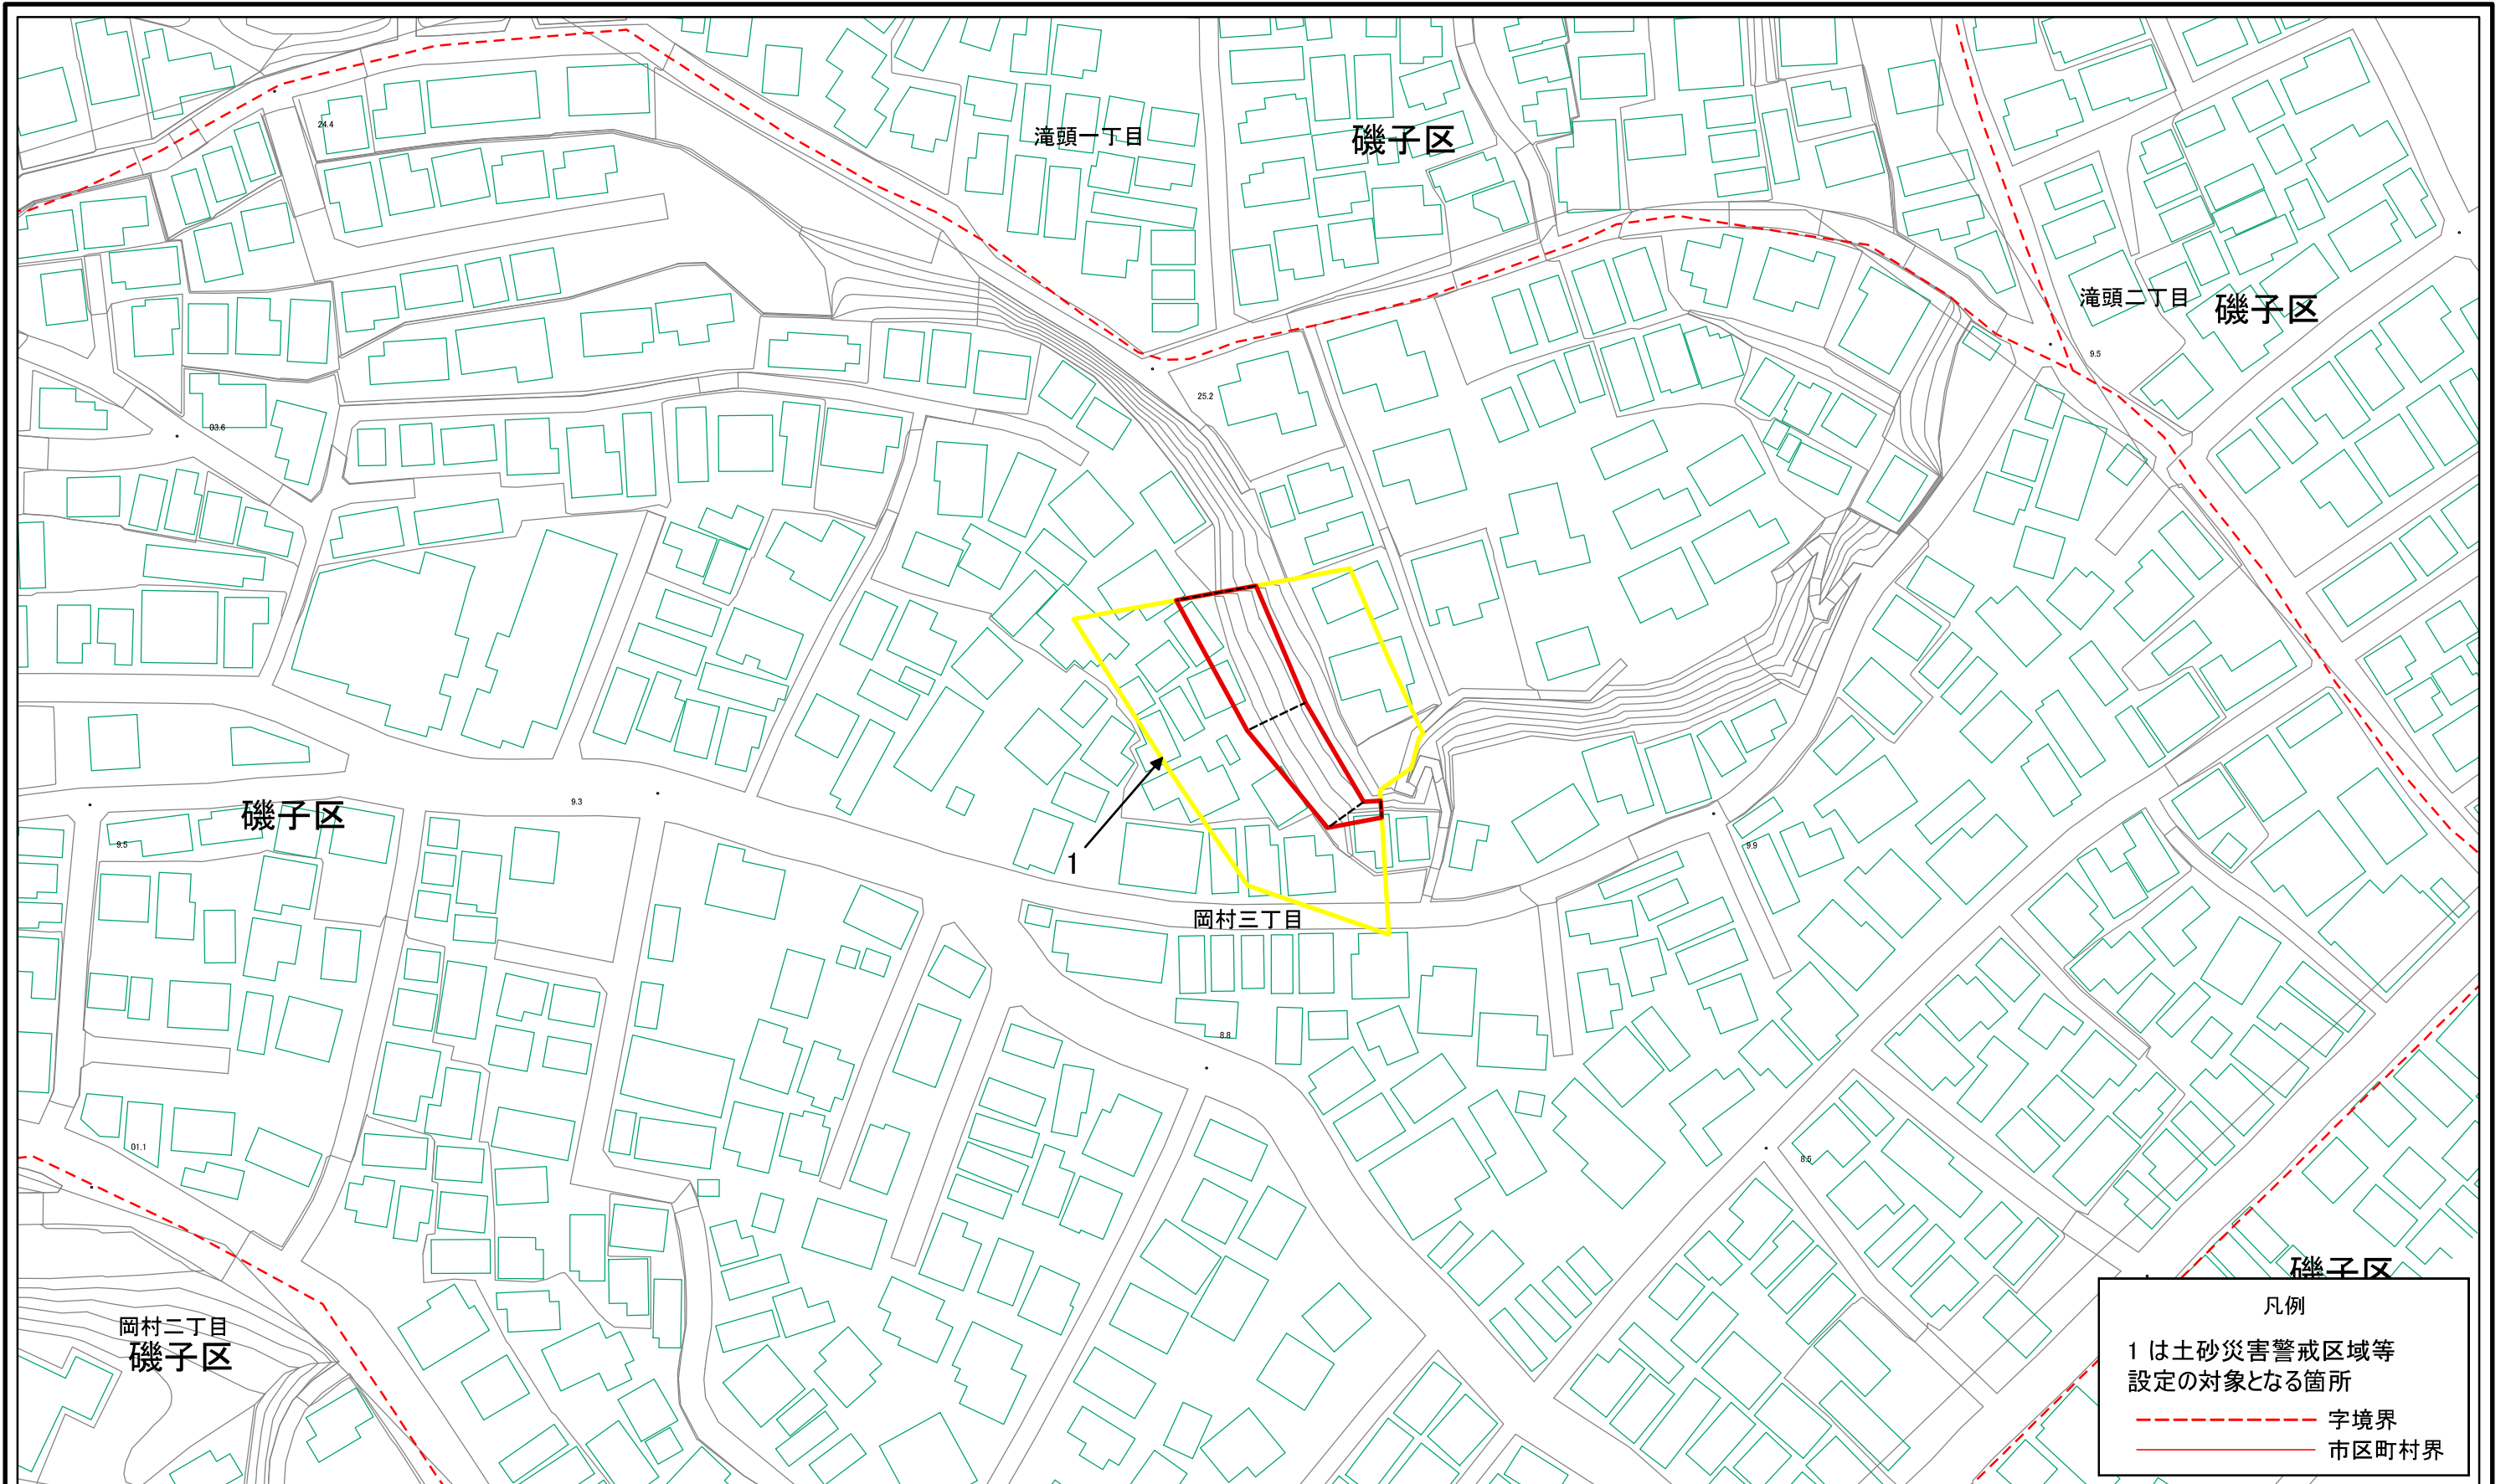 24.4
滝頭一丁目
磯子区
滝頭二丁目
磯子区
9.5
25.2
03.6
9.3
磯子区
9.5
9.9
1
岡村三丁目
8.8
01.1
8.5
磯子区
岡村二丁目
磯子区
凡例
1 は土砂災害警戒区域等
設定の対象となる箇所
字境界
市区町村界